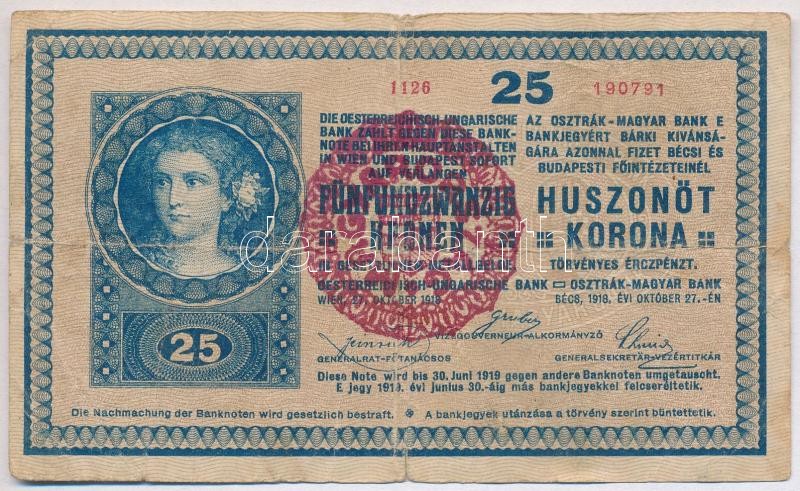 1126
25
190791
DIE OESTERREICHISCH-UNGARISCHE
BANK ZAHLT GEGEN DIESE BANK-
NOTE BEI IHREN HAUPTANSTALTEN
IN WIEN UND BUDAPEST SOFORT
AUF VERLANGEN
FÜNFUNDZWANZIG
KRONEN
OESTERREICHISCH-UNGARISCHE BANK
WIEN, 27. OKTOBER 1918
AZ OSZTRÁK-MAGYAR BANK E
BANKJEGYÉRT BÁRKI KIVÁNSÁ-
GÁRA AZONNAL FIZET BÉCSI ÉS
BUDAPESTI FŐINTÉZETEINÉL
HUSZONÖT
KORONA
TÖRVÉNYES ÉRCZPÉNZT.
OSZTRÁK-MAGYAR BANK
BÉCS, 1918. ÉVI OKTÓBER 27.-ÉN
25
Gruber
VIZEGOUVERNEUR-ALKORMÁNYZÓ
GENERALRAT-FŐTANÁCSOS
GENERALSEKRETÄR-VEZÉRTITKÁR
Diese Note wird bis 30. Juni 1919 gegen andere Banknoten umgetauscht.
E jegy 1919. évi junius 30.-áig más bankjegyekkel felcseréltetik.
Die Nachmachung der Banknoten wird gesetzlich bestraft. A bankjegyek utánzása a törvény szerint büntettetik.
darabanth